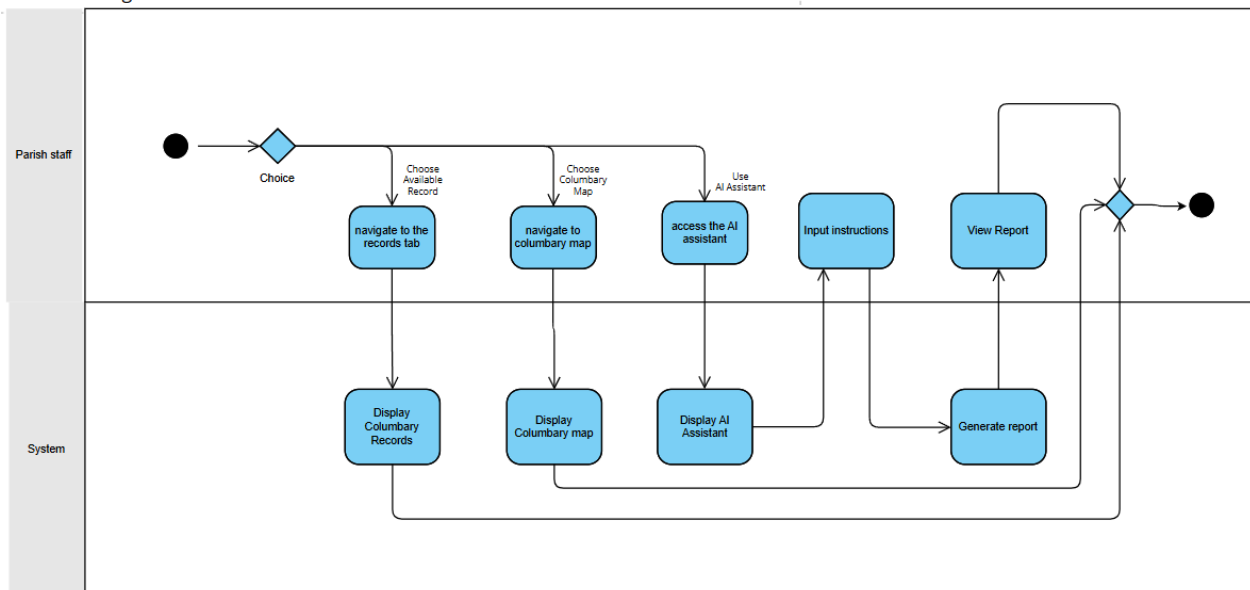 Parish staff
Choice
Choose
Available
Record
Choose
Columbary
Map
Use
AI Assistant
navigate to the
records tab
navigate to
columbary map
access the AI
assistant
Input instructions
View Report
System
Display
Columbary
Records
Display
Columbary map
Display AI
Assistant
Generate report